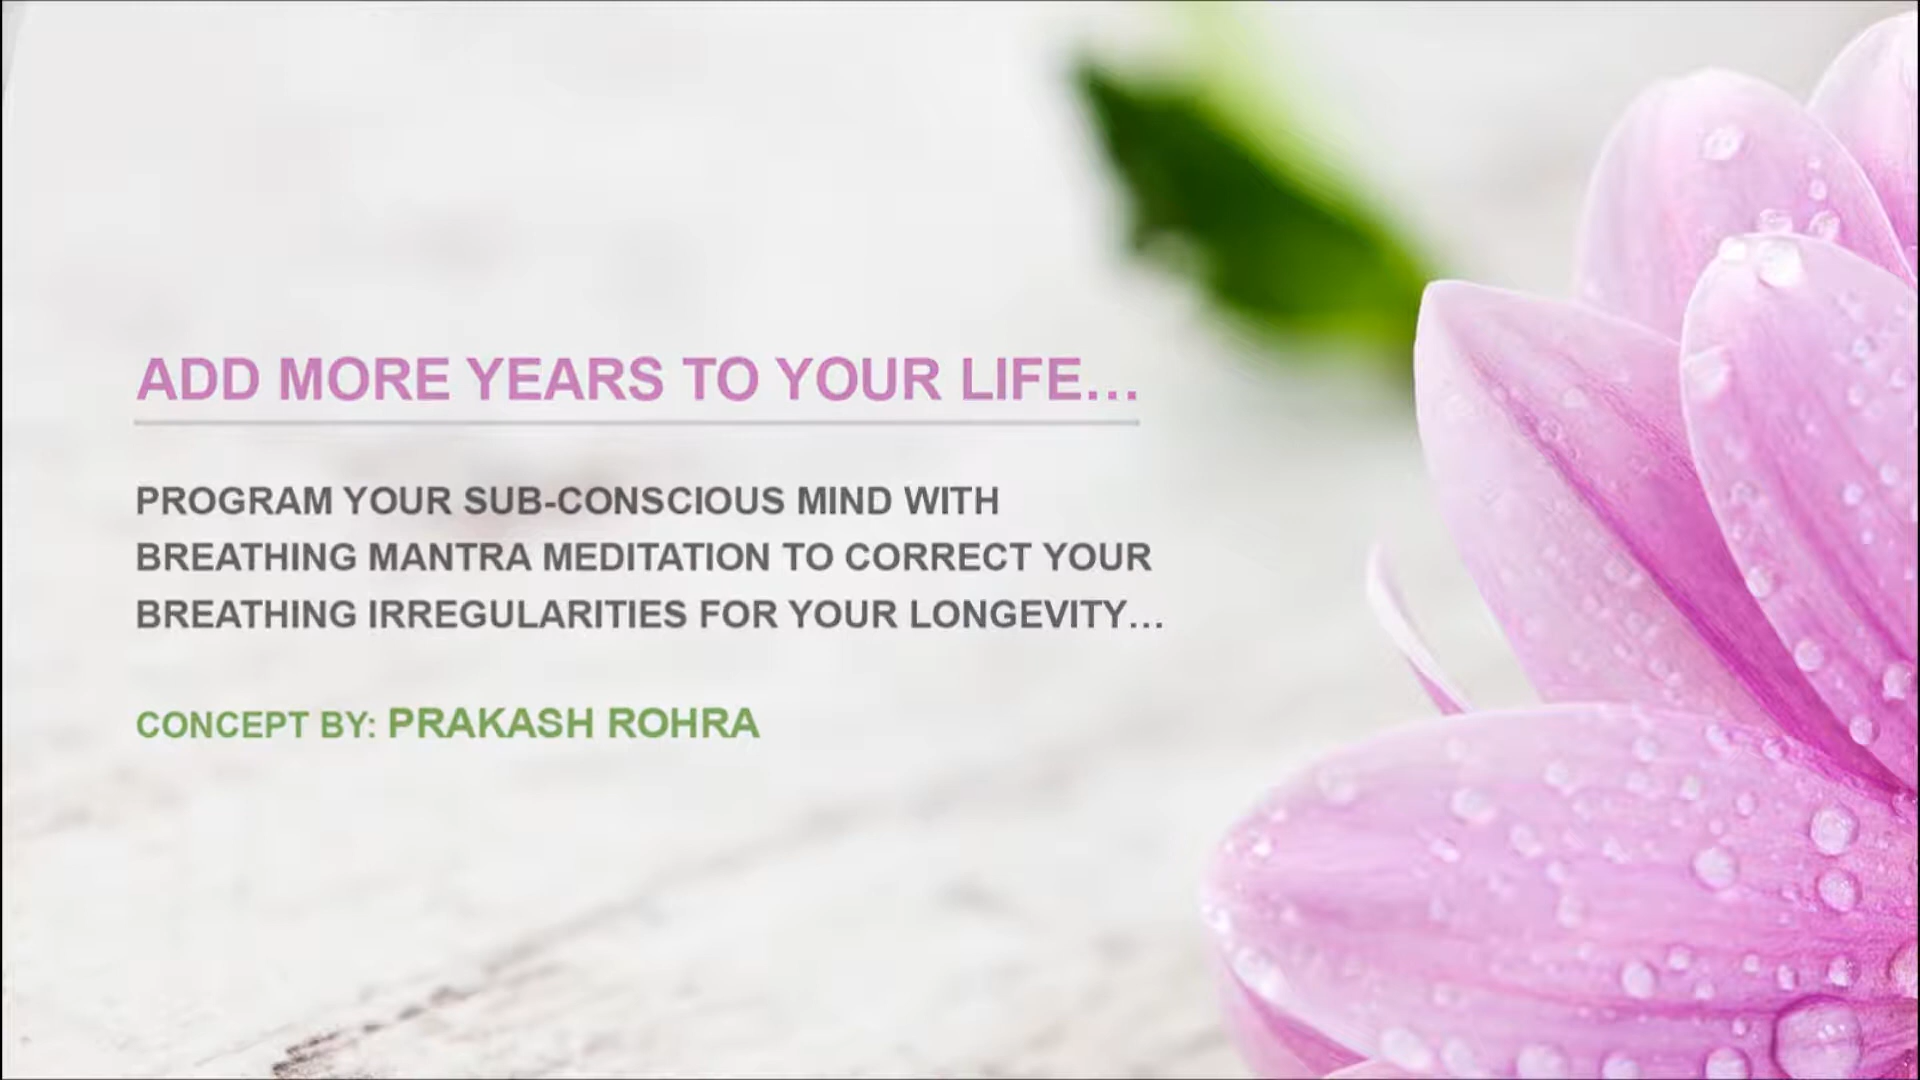 ADD MORE YEARS TO YOUR LIFE...
PROGRAM YOUR SUB-CONSCIOUS MIND WITH
BREATHING MANTRA MEDITATION TO CORRECT YOUR
BREATHING IRREGULARITIES FOR YOUR LONGEVITY...
CONCEPT BY: PRAKASH ROHRA